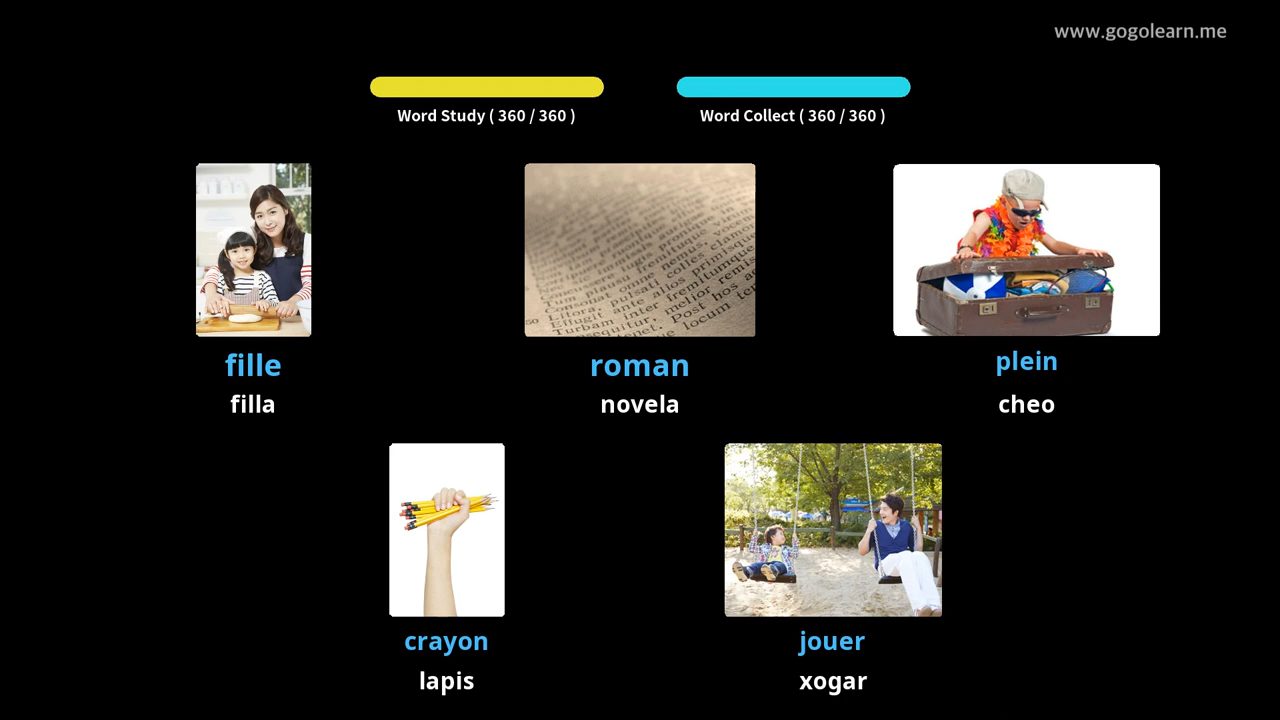 www.gogolearn.me
Word Study ( 360 / 360 )
Word Collect ( 360 / 360 )
fille
filla
roman
novela
plein
cheo
crayon
lapis
jouer
xogar